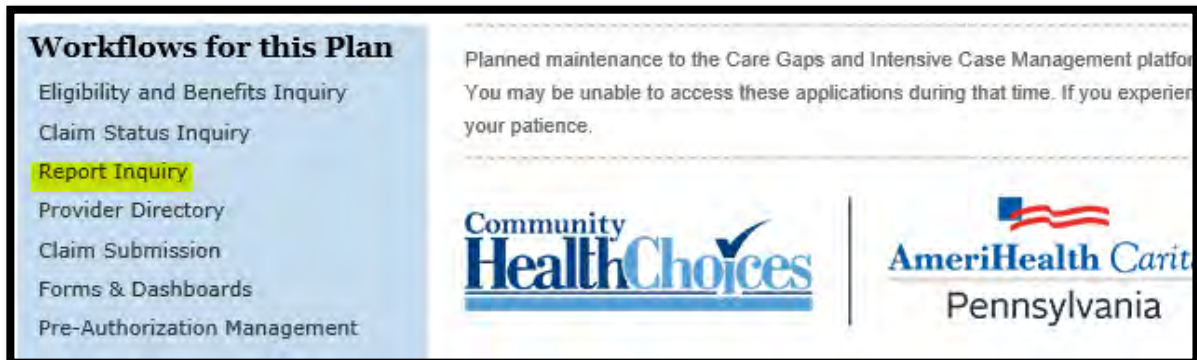 Workflows for this Plan
Eligibility and Benefits Inquiry
Claim Status Inquiry
Report Inquiry
Provider Directory
Claim Submission
Forms & Dashboards
Pre-Authorization Management
Planned maintenance to the Care Gaps and Intensive Case Management platfor
You may be unable to access these applications during that time. If you experien
your patience.
Community
HealthChoices
AmeriHealth Carita
Pennsylvania